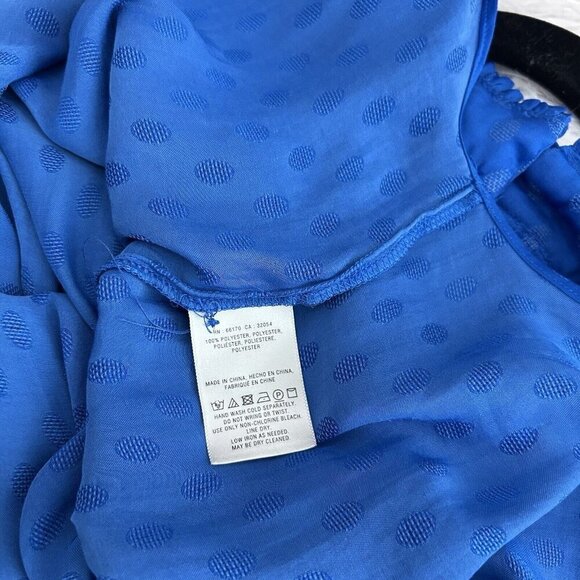 RN : 66170 CA : 32054
100% POLYESTER, POLYESTER,
POLIÉSTER, POLIESTERE,
POLYESTER
MADE IN CHINA, HECHO EN CHINA,
FABRIQUÉ EN CHINE
HAND WASH COLD SEPARATELY
DO NOT WRING OR TWIST
USE ONLY NON-CHLORINE BLEACH.
LINE DRY.
LOW IRON AS NEEDED.
MAY BE DRY CLEANED.